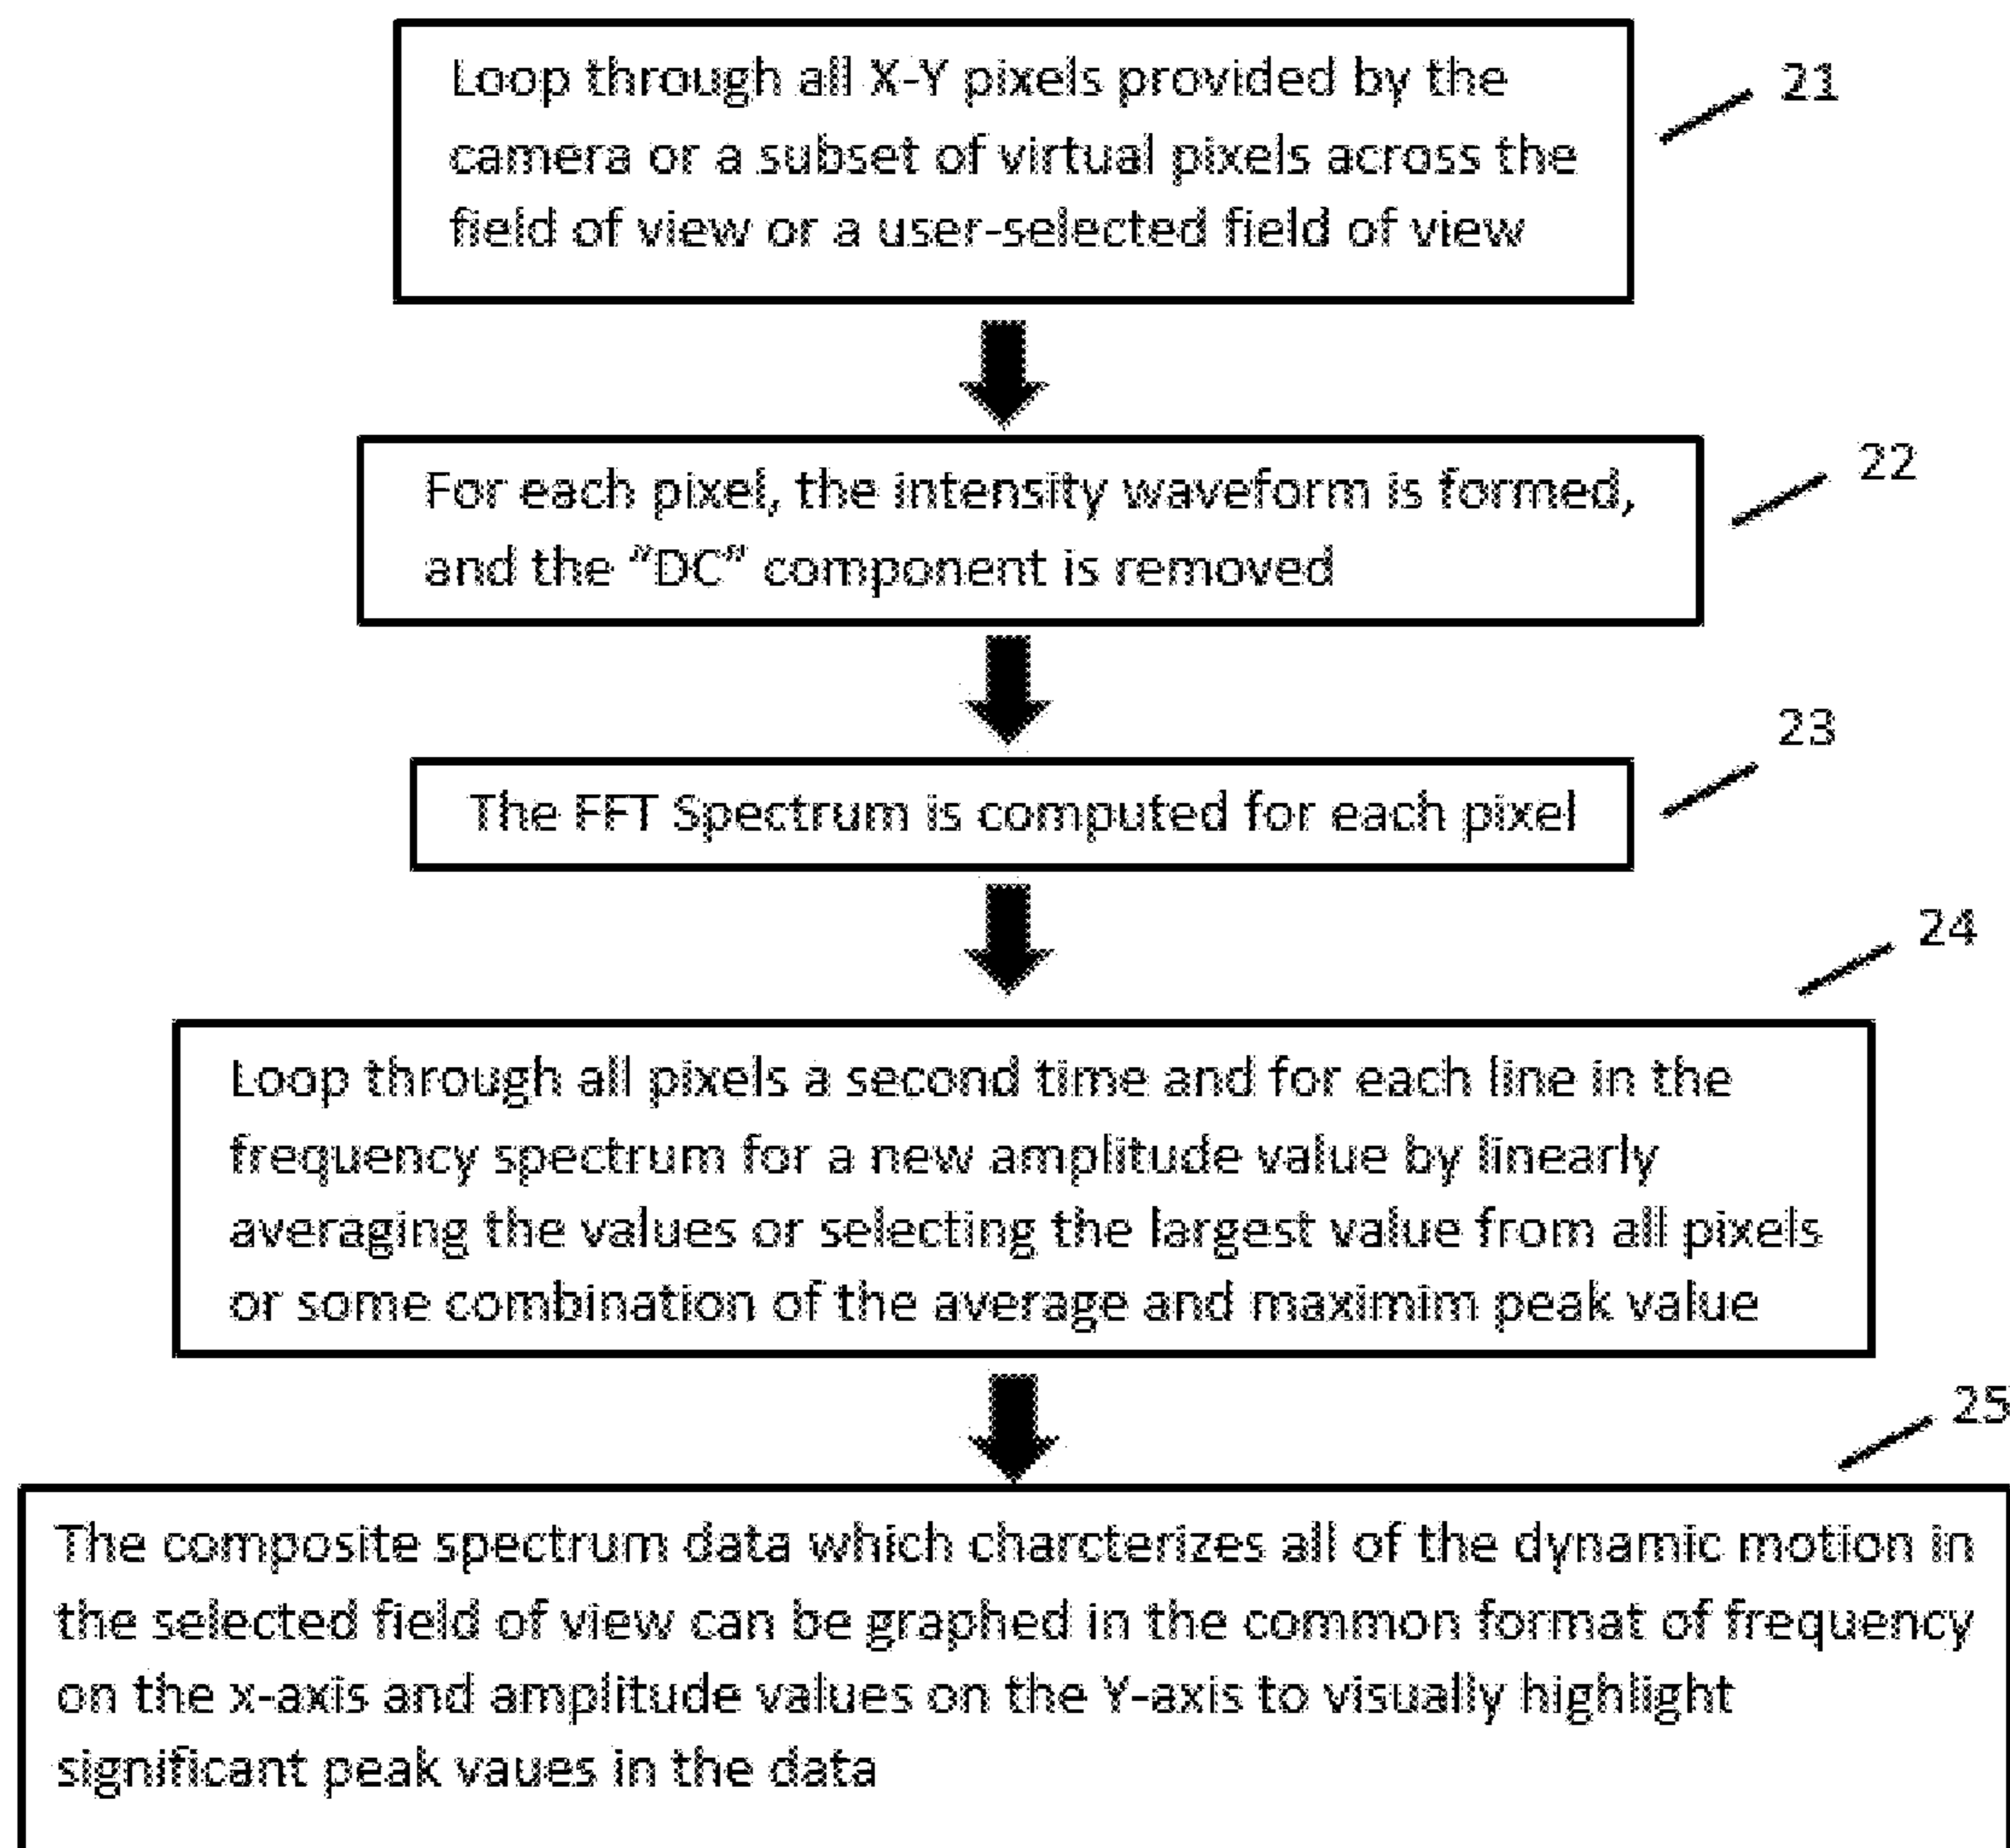 Loop through all X-Y pixels provided by the
camera or a subset of virtual pixels across the
field of view or a user-selected field of view
21
For each pixel, the intensity waveform is formed,
and the "DC" component is removed
22
The FFT Spectrum is computed for each pixel
23
Loop through all pixels a second time and for each line in the
frequency spectrum for a new amplitude value by linearly
averaging the values or selecting the largest value from all pixels
or some combination of the average and maximim peak value
24
The composite spectrum data which charcterizes all of the dynamic motion in
the selected field of view can be graphed in the common format of frequency
on the x-axis and amplitude values on the Y-axis to visually highlight
significant peak vaues in the data
25